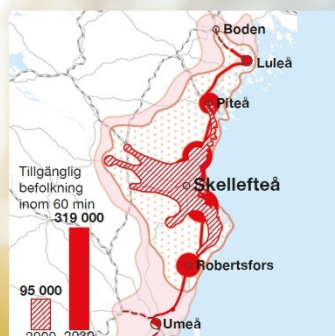 Boden
Luleå
Piteå
Skellefteå
Tillgänglig
befolkning
inom 60 min
319 000
Robertsfors
95 000
Umeå